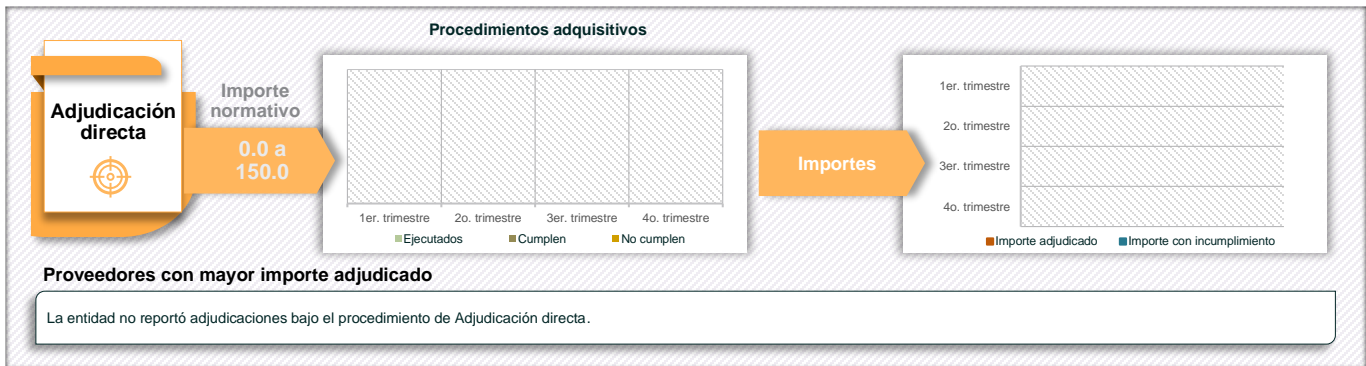 Procedimientos adquisitivos
Adjudicación
directa
Importe
normativo
0.0 a
150.0
1er. trimestre
2o. trimestre
3er. trimestre
4o. trimestre
Ejecutados
Cumplen
No cumplen
Importes
1er. trimestre
2o. trimestre
3er. trimestre
4o. trimestre
Importe adjudicado
Importe con incumplimiento
Proveedores con mayor importe adjudicado
La entidad no reportó adjudicaciones bajo el procedimiento de Adjudicación directa.